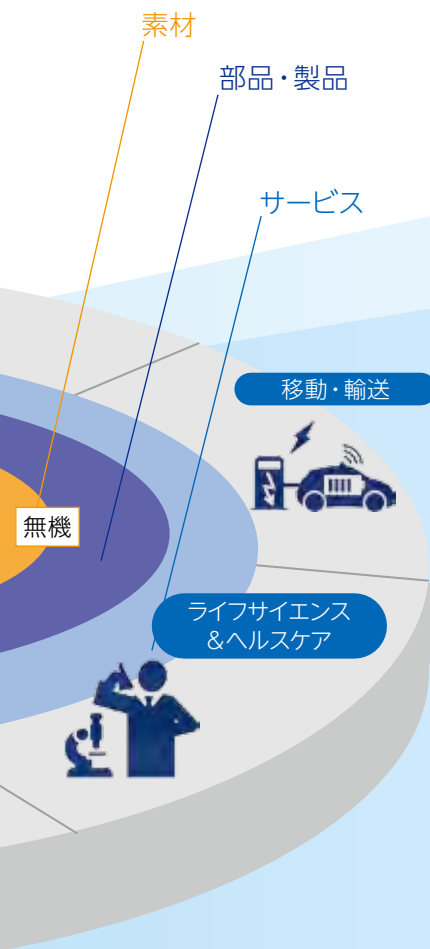 素材
部品・製品
サービス
移動・輸送
無機
ライフサイエンス
&ヘルスケア